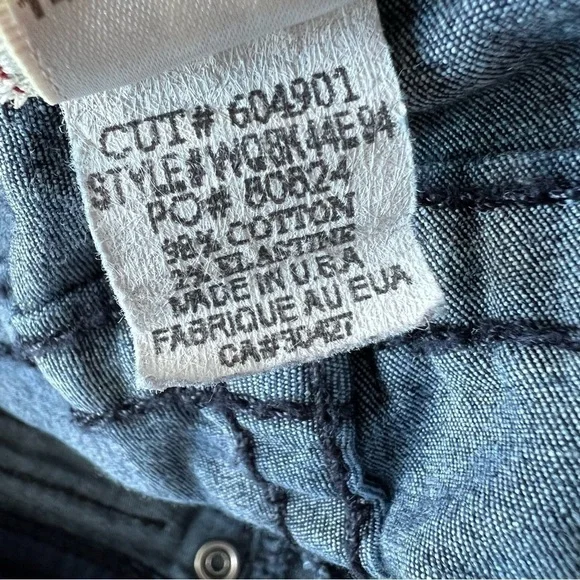 CUT# 604901
STYLE# WQBK44E94
PO# 80824
98% COTTON
2% ELASTINE
MADE IN U.S.A
FABRIQUE AU EUA
CA#30427